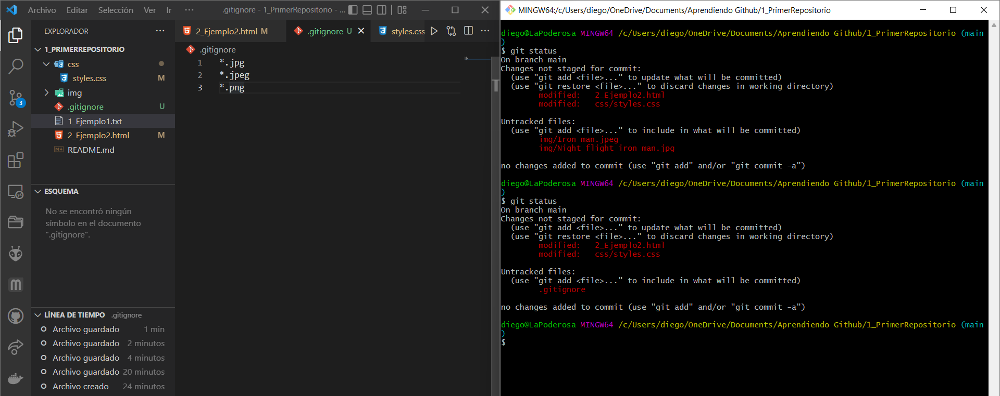 Archivo Editar Selección Ver Ir ··· .gitignore - 1_PrimerRepositorio - ...
EXPLORADOR ···
1_PRIMERREPOSITORIO
css
styles.css M
img
.gitignore U
1_Ejemplo1.txt
2_Ejemplo2.html M
README.md
3
ESQUEMA
No se encontró ningún
símbolo en el documento
".gitignore".
LÍNEA DE TIEMPO .gitignore
Archivo guardado 1 min
Archivo guardado 2 minutos
Archivo guardado 4 minutos
Archivo guardado 20 minutos
Archivo creado 24 minutos
2_Ejemplo2.html M .gitignore U styles.css ···
.gitignore
1 *.jpg
2 *.jpeg
3 *.png
MINGW64:/c/Users/diego/OneDrive/Documents/Aprendiendo Github/1_PrimerRepositorio
diego@LaPoderosa MINGW64 /c/Users/diego/OneDrive/Documents/Aprendiendo Github/1_PrimerRepositorio (main
)
$ git status
On branch main
Changes not staged for commit:
(use "git add <file>..." to update what will be committed)
(use "git restore <file>..." to discard changes in working directory)
modified: 2_Ejemplo2.html
modified: css/styles.css
Untracked files:
(use "git add <file>..." to include in what will be committed)
img/Iron man.jpeg
img/Night flight iron man.jpg
no changes added to commit (use "git add" and/or "git commit -a")
diego@LaPoderosa MINGW64 /c/Users/diego/OneDrive/Documents/Aprendiendo Github/1_PrimerRepositorio (main
)
$ git status
On branch main
Changes not staged for commit:
(use "git add <file>..." to update what will be committed)
(use "git restore <file>..." to discard changes in working directory)
modified: 2_Ejemplo2.html
modified: css/styles.css
Untracked files:
(use "git add <file>..." to include in what will be committed)
.gitignore
no changes added to commit (use "git add" and/or "git commit -a")
diego@LaPoderosa MINGW64 /c/Users/diego/OneDrive/Documents/Aprendiendo Github/1_PrimerRepositorio (main
)
$